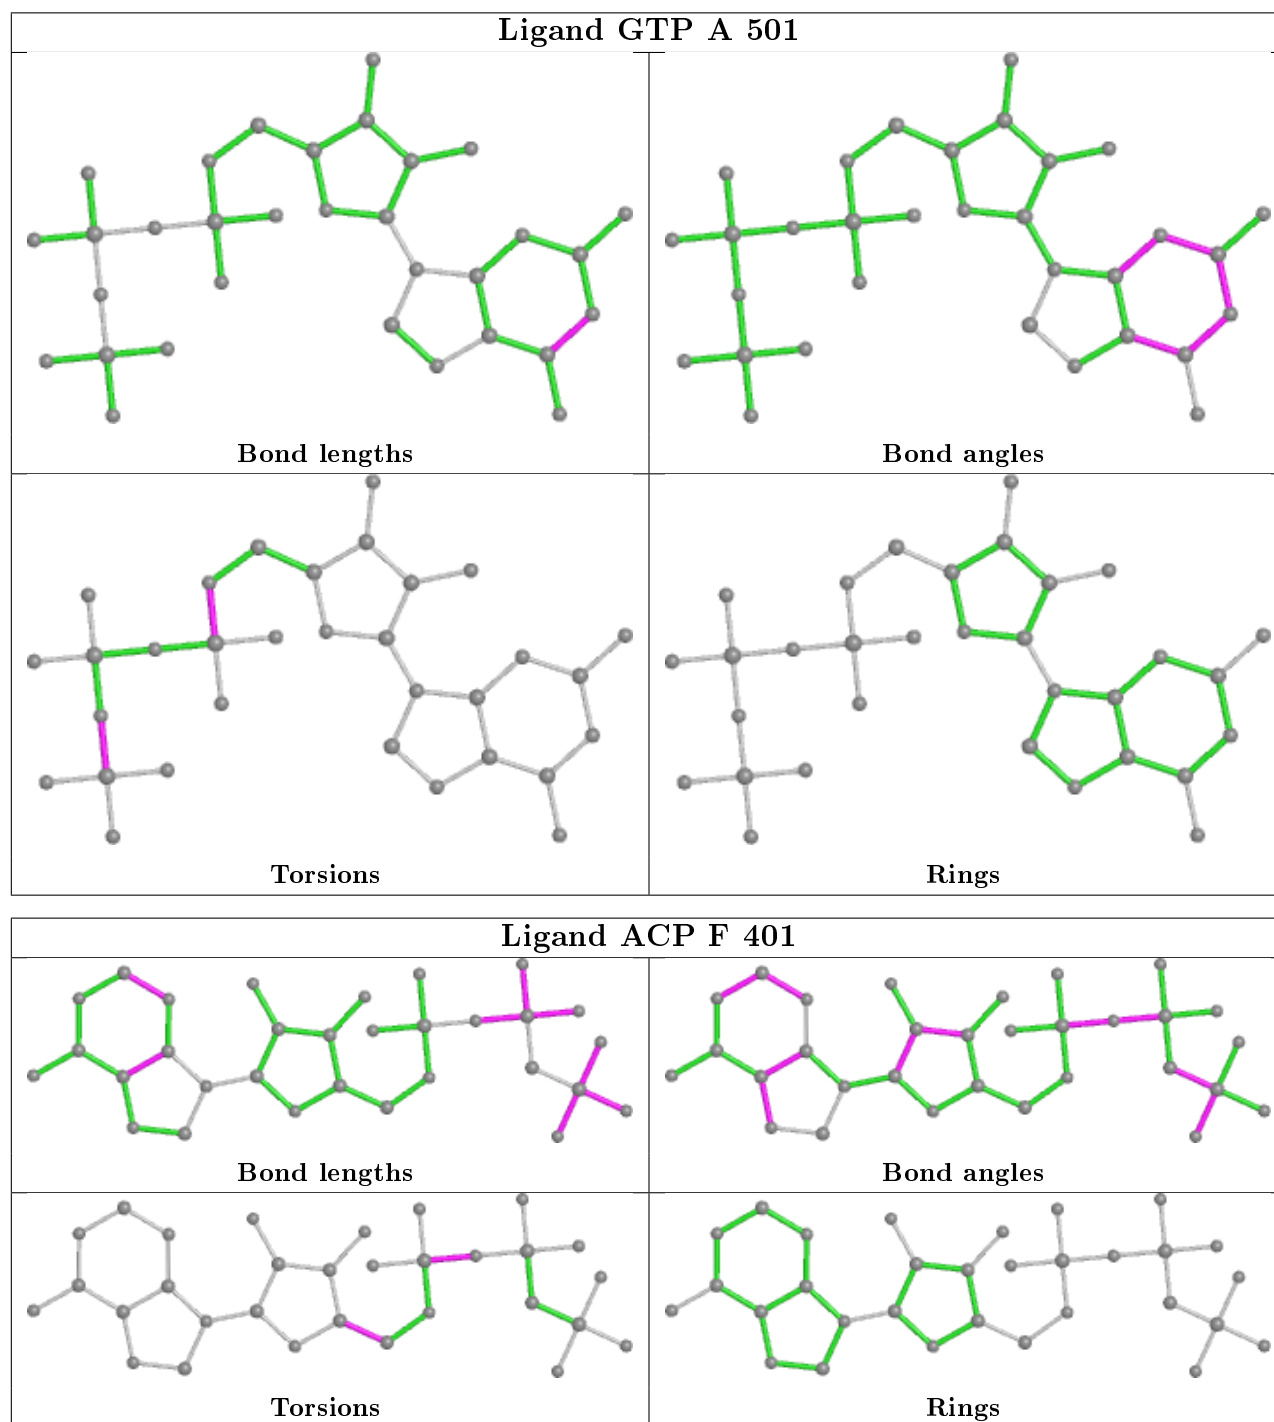 Ligand GTP A 501
Bond lengths
Bond angles
Torsions
Rings
Ligand ACP F 401
Bond lengths
Bond angles
Torsions
Rings